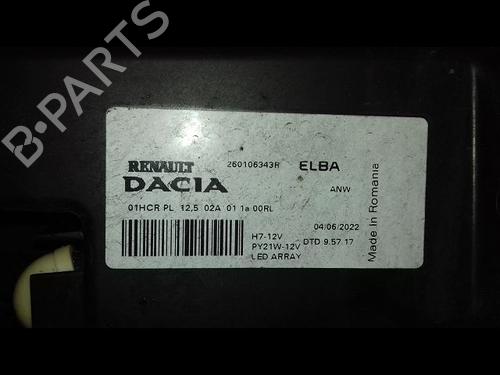 RENAULT 260106343R ELBA
DACIA ANW
01HCR PL 12,5 02A 01 1a 00RL
H7-12V 04/06/2022
PY21W-12V DTD 9.57 17
LED ARRAY
Made in Romania
B-PARTS